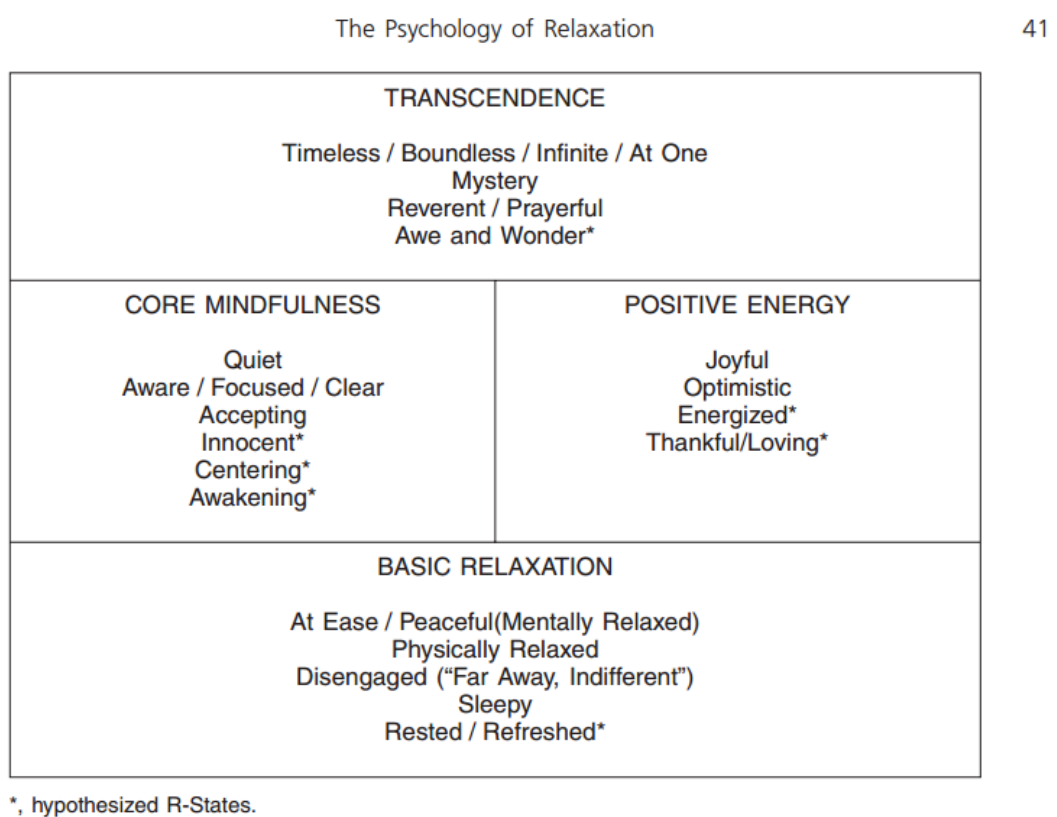 The Psychology of Relaxation 41
TRANSCENDENCE
Timeless / Boundless / Infinite / At One
Mystery
Reverent / Prayerful
Awe and Wonder*
CORE MINDFULNESS
Quiet
Aware / Focused / Clear
Accepting
Innocent*
Centering*
Awakening*
POSITIVE ENERGY
Joyful
Optimistic
Energized*
Thankful/Loving*
BASIC RELAXATION
At Ease / Peaceful(Mentally Relaxed)
Physically Relaxed
Disengaged (“Far Away, Indifferent”)
Sleepy
Rested / Refreshed*
*, hypothesized R-States.